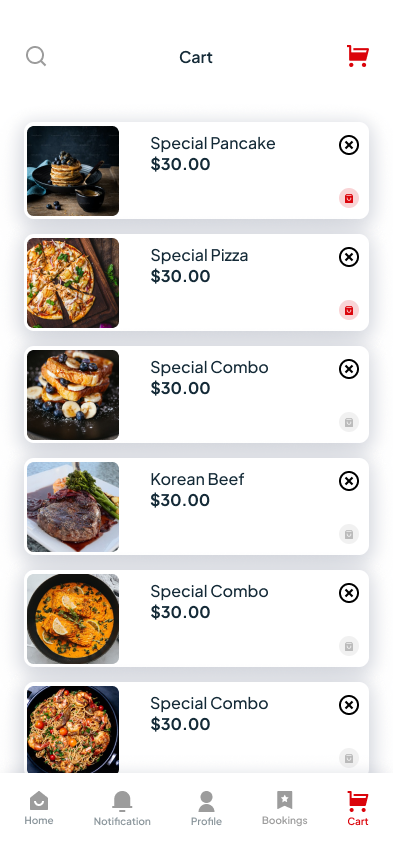 Cart
Special Pancake
$30.00
Special Pizza
$30.00
Special Combo
$30.00
Korean Beef
$30.00
Special Combo
$30.00
Special Combo
$30.00
Home Notification Profile Bookings Cart